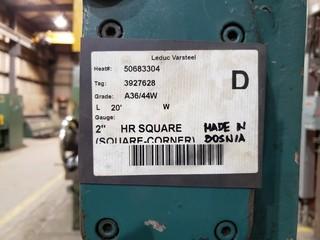 Leduc Varsteel
Heat#: 50683304
D
Tag: 3927628
Grade: A36/44W
L 20' W
Gauge:
2" HR SQUARE MADE IN
(SQUARE-CORNER) BOSNIA